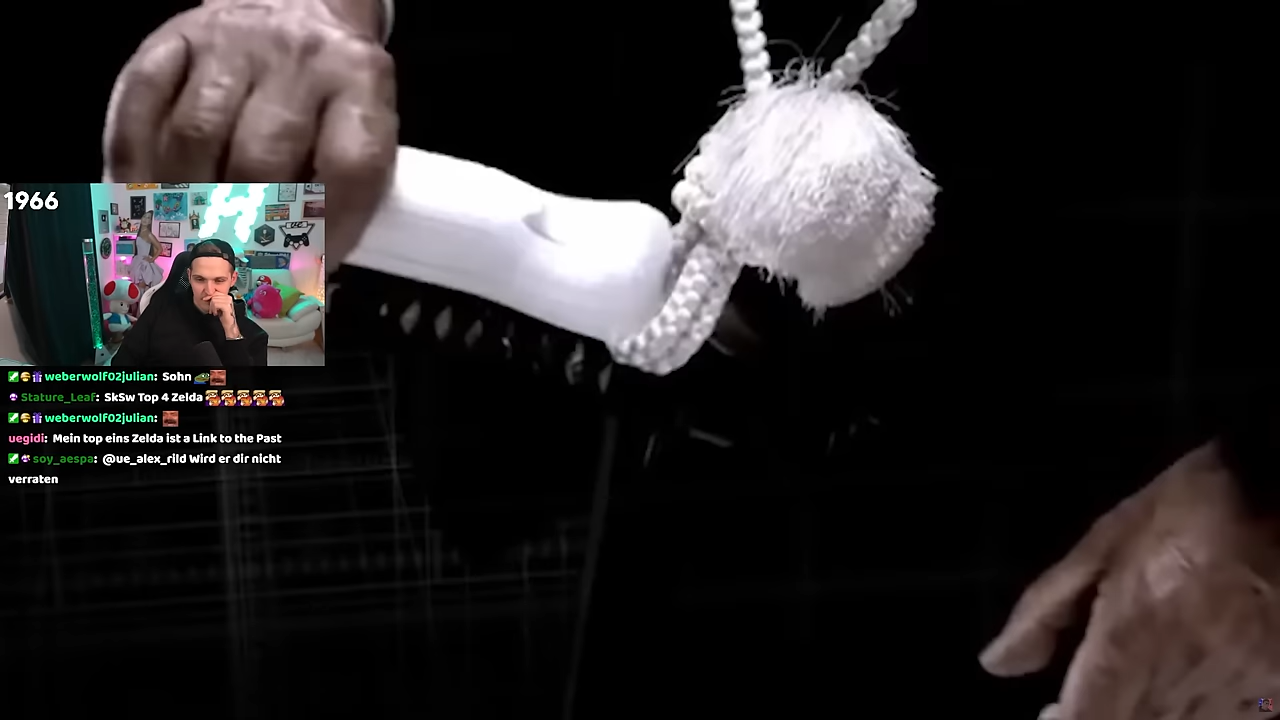 1966
weberwolf02julian: Sohn
Stature_Leaf: SkSw Top 4 Zelda
weberwolf02julian:
uegidi: Mein top eins Zelda ist a Link to the Past
soy_aespa: @ue_alex_rild Wird er dir nicht
verraten